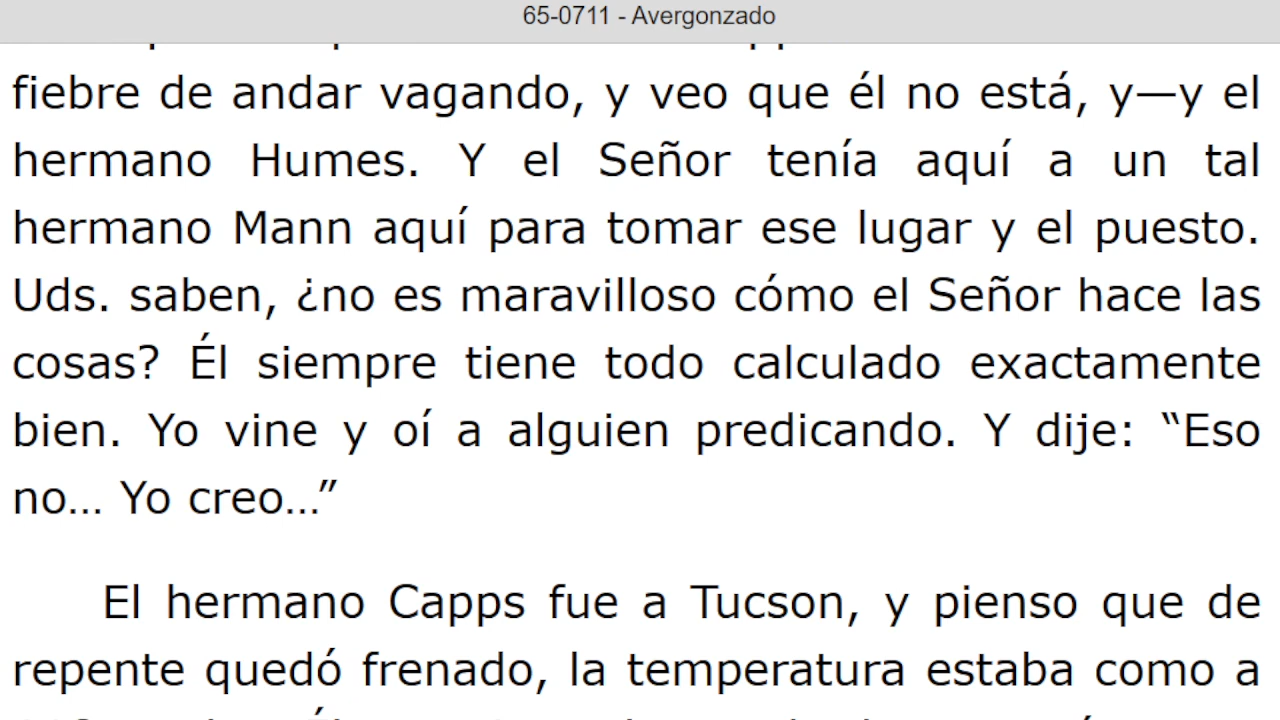 65-0711 - Avergonzado
fiebre de andar vagando, y veo que él no está, y—y el
hermano Humes. Y el Señor tenía aquí a un tal
hermano Mann aquí para tomar ese lugar y el puesto.
Uds. saben, ¿no es maravilloso cómo el Señor hace las
cosas? Él siempre tiene todo calculado exactamente
bien. Yo vine y oí a alguien predicando. Y dije: “Eso
no… Yo creo…”
El hermano Capps fue a Tucson, y pienso que de
repente quedó frenado, la temperatura estaba como a